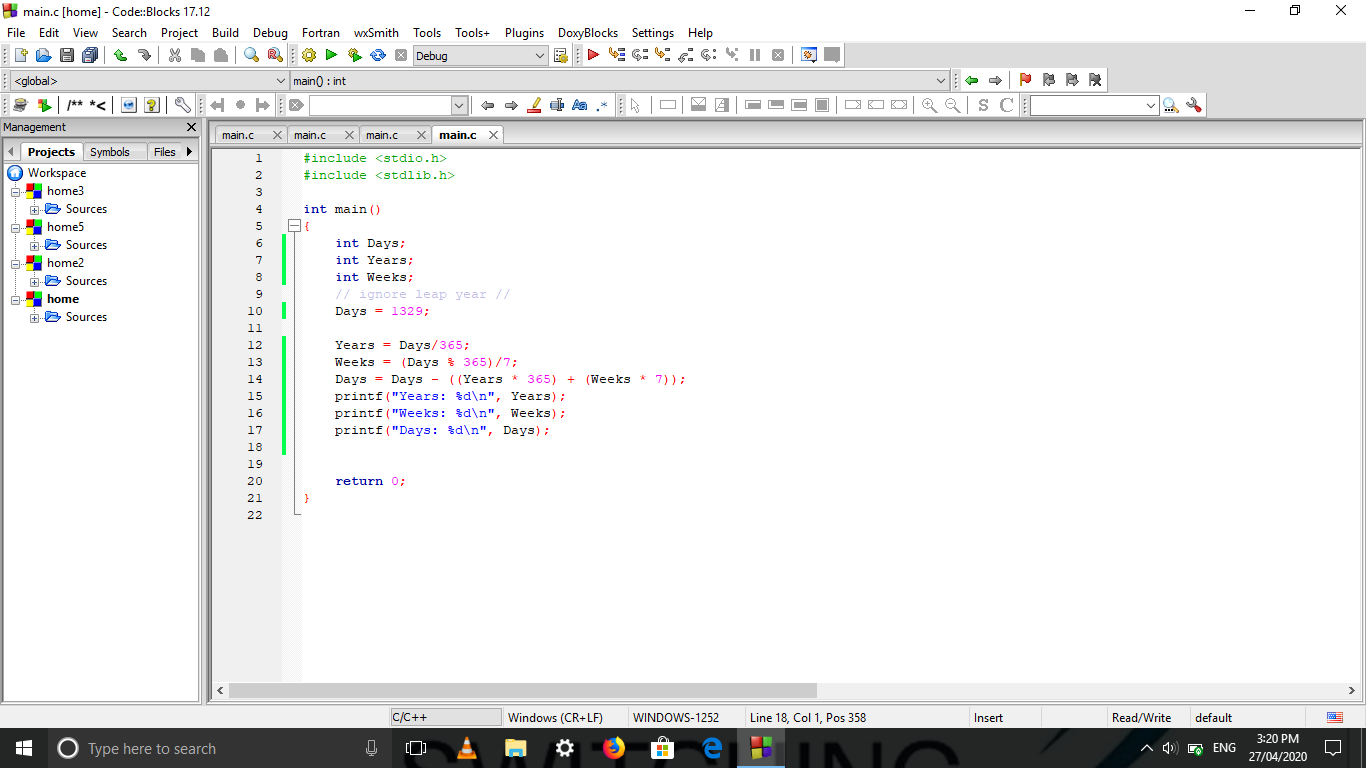 main.c [home] - Code::Blocks 17.12
File Edit View Search Project Build Debug Fortran wxSmith Tools Tools+ Plugins DoxyBlocks Settings Help
Debug
<global> main() : int
/** *< Aa .* S C
Management
Projects Symbols Files
main.c main.c main.c main.c
Workspace
home3
Sources
home5
Sources
home2
Sources
home
Sources
1 #include <stdio.h>
2 #include <stdlib.h>
3
4 int main()
5 {
6 int Days;
7 int Years;
8 int Weeks;
9 // ignore leap year //
10 Days = 1329;
11
12 Years = Days/365;
13 Weeks = (Days % 365)/7;
14 Days = Days - ((Years * 365) + (Weeks * 7));
15 printf("Years: %d\n", Years);
16 printf("Weeks: %d\n", Weeks);
17 printf("Days: %d\n", Days);
18
19
20 return 0;
21 }
22
C/C++ Windows (CR+LF) WINDOWS-1252 Line 18, Col 1, Pos 358 Insert Read/Write default
Type here to search
ENG
3:20 PM
27/04/2020